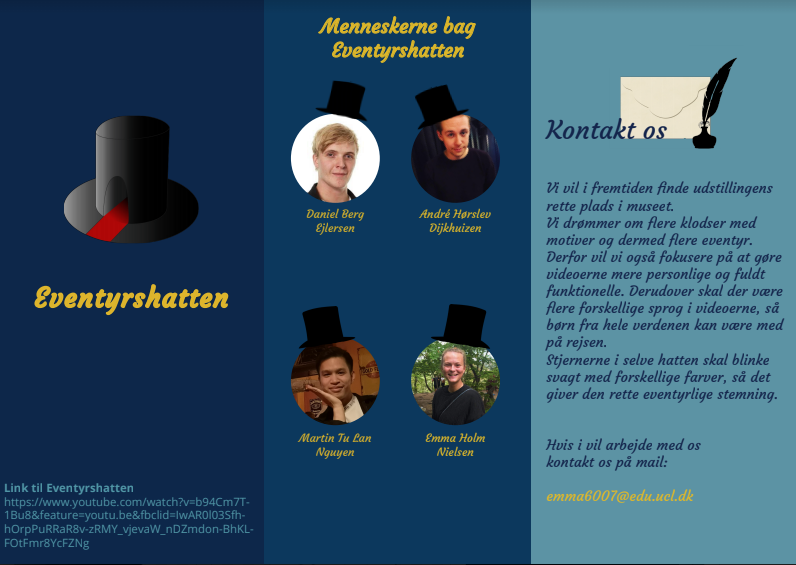 Eventyrshatten
Link til Eventyrshatten
https://www.youtube.com/watch?v=b94Cm7T-
1Bu8&feature=youtu.be&fbclid=IwAR0l03Sfh-
hOrpPuRRaR8v-zRMY_vjevaW_nDZmdon-BhKL-
FOtFmr8YcFZNg
Menneskerne bag
Eventyrshatten
Daniel Berg
Ejlersen
André Hørslev
Dijkhuizen
Martin Tu Lan
Nguyen
Emma Holm
Nielsen
Kontakt os
Vi vil i fremtiden finde udstillingens
rette plads i museet.
Vi drømmer om flere klodser med
motiver og dermed flere eventyr.
Derfor vil vi også fokusere på at gøre
videoerne mere personlige og fuldt
funktionelle. Derudover skal der være
flere forskellige sprog i videoerne, så
børn fra hele verdenen kan være med
på rejsen.
Stjernerne i selve hatten skal blinke
svagt med forskellige farver, så det
giver den rette eventyrlige stemning.
Hvis i vil arbejde med os
kontakt os på mail:
emma6007@edu.ucl.dk